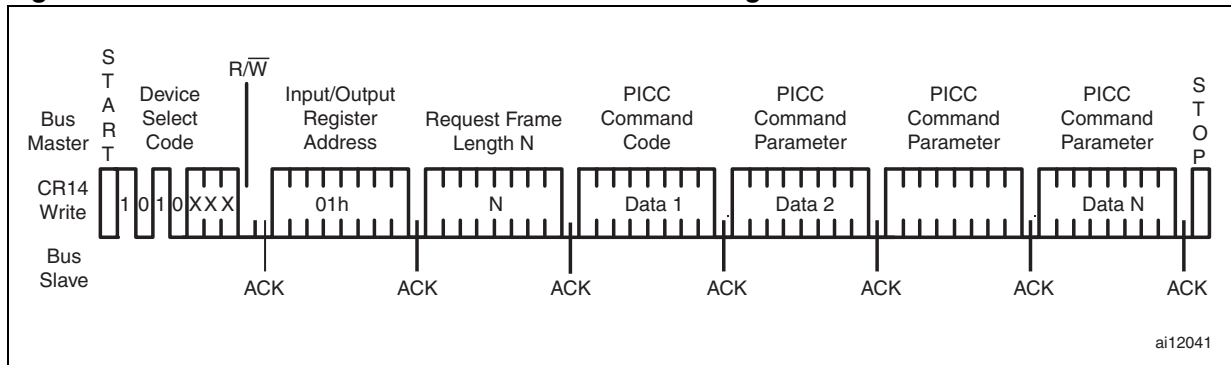 S
T
A
R
T
Device
Select
Code
R/W
Input/Output
Register
Address
Request Frame
Length N
PICC
Command
Code
PICC
Command
Parameter
PICC
Command
Parameter
PICC
Command
Parameter
S
T
O
P
Bus
Master
CR14
Write
1 0 1 0 X X X
01h
N
Data 1
Data 2
Data N
Bus
Slave
ACK
ACK
ACK
ACK
ACK
ACK
ACK
ai12041